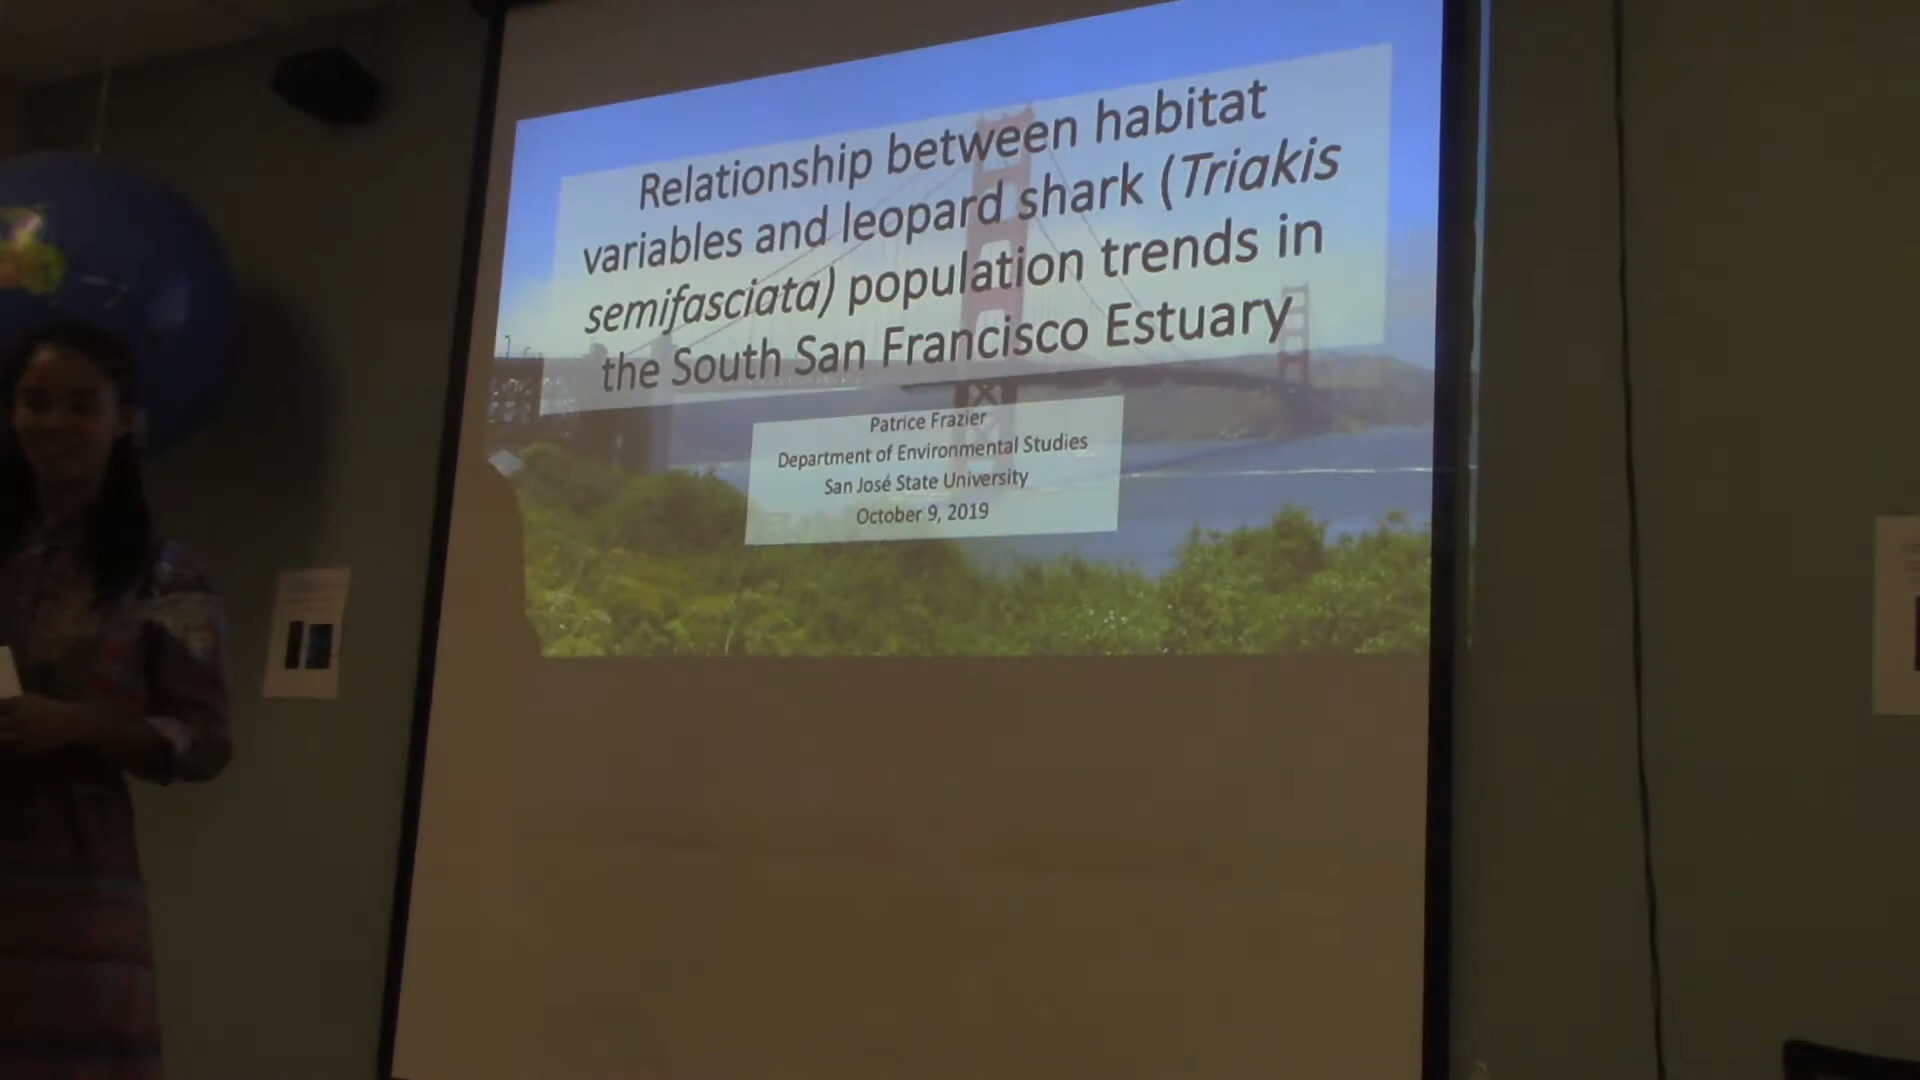 Relationship between habitat
variables and leopard shark (Triakis
semifasciata) population trends in
the South San Francisco Estuary
Patrice Frazier
Department of Environmental Studies
San José State University
October 9, 2019